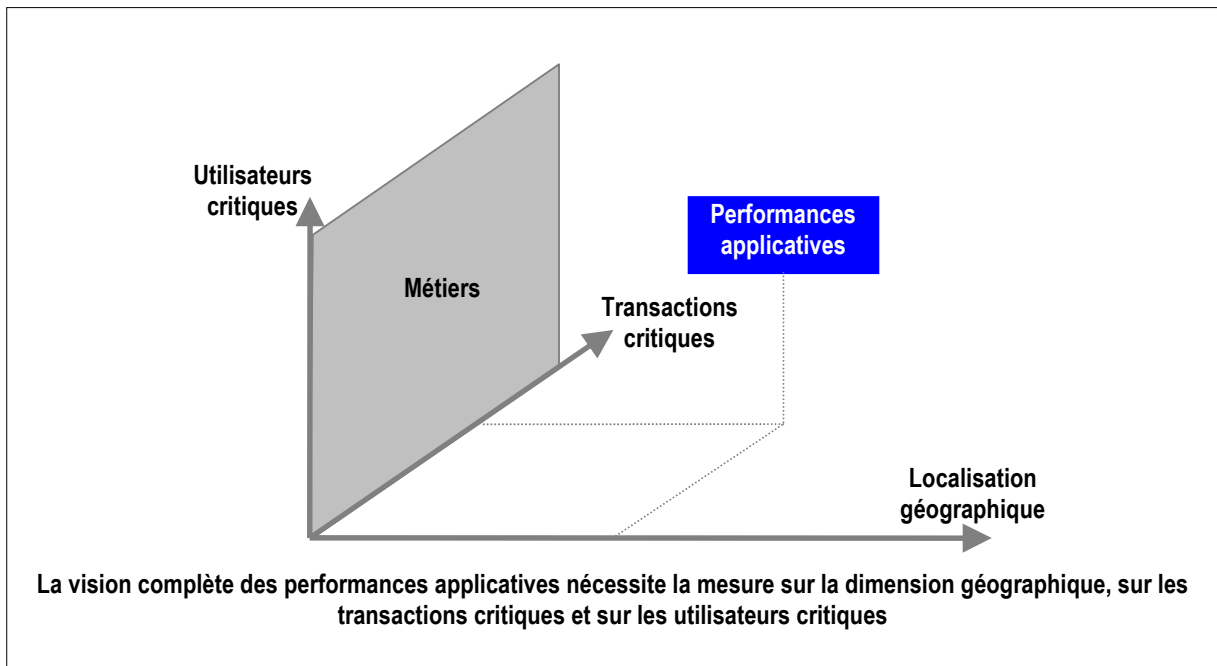 Utilisateurs
critiques
Performances
applicatives
Métiers
Transactions
critiques
Localisation
géographique
La vision complète des performances applicatives nécessite la mesure sur la dimension géographique, sur les
transactions critiques et sur les utilisateurs critiques